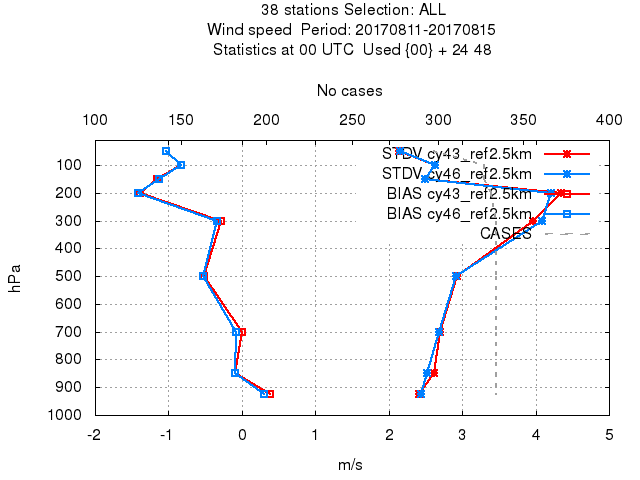 38 stations Selection: ALL
Wind speed  Period: 20170811-20170815
Statistics at 00 UTC  Used {00} + 24 48
No cases
100 150 200 250 300 350 400
STDV cy43_ref2.5km
STDV cy46_ref2.5km
BIAS cy43_ref2.5km
BIAS cy46_ref2.5km
CASES
100
200
300
400
500
600
700
800
900
1000
hPa
-2 -1 0 1 2 3 4 5
m/s